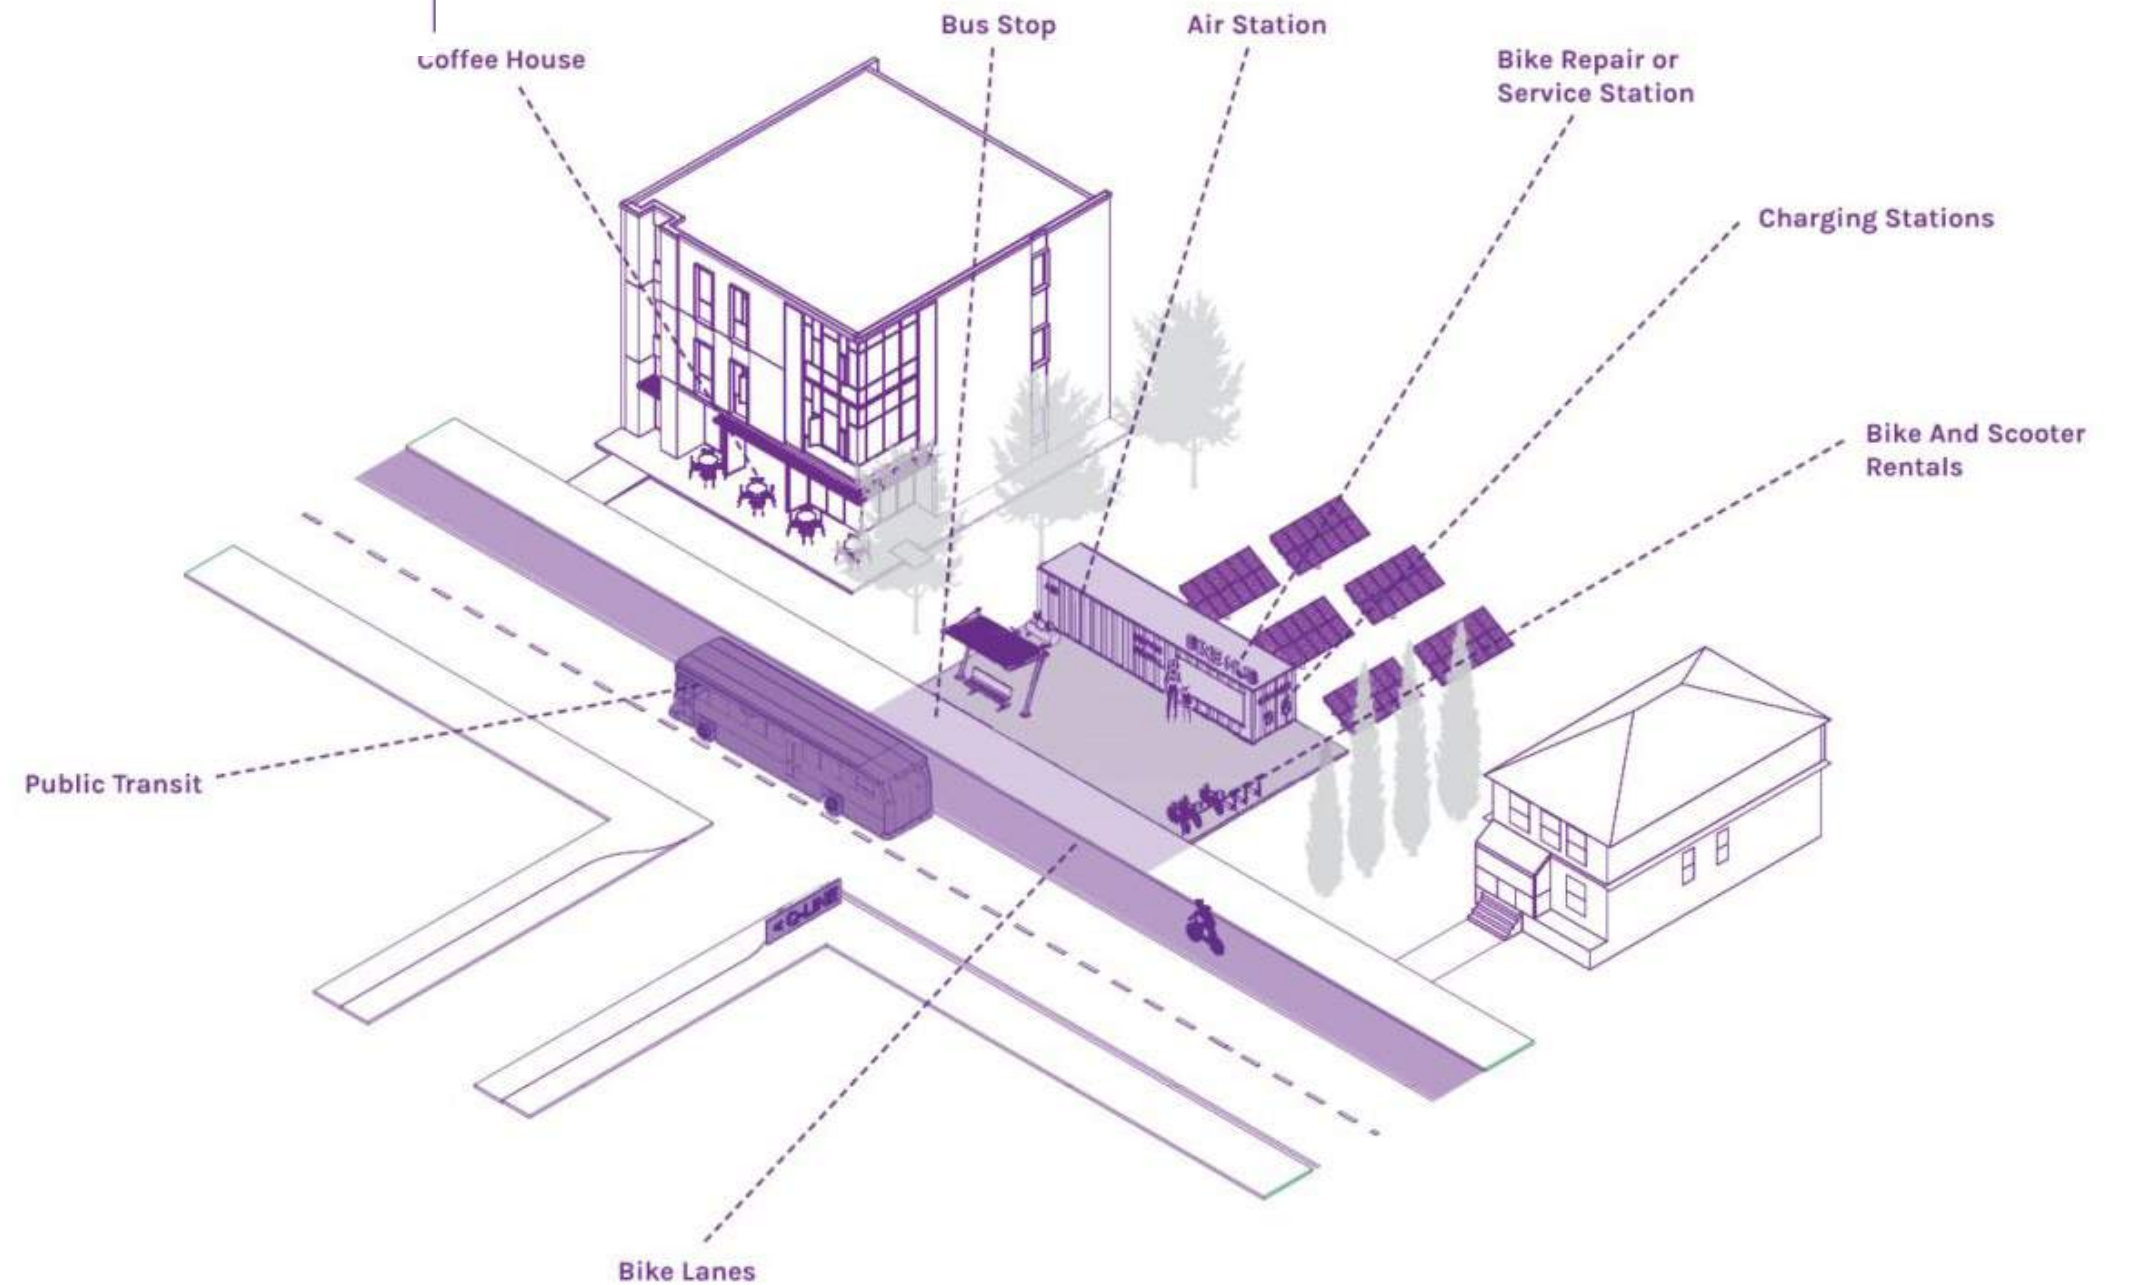 Coffee House
Bus Stop
Air Station
Bike Repair or
Service Station
Charging Stations
Bike And Scooter
Rentals
BIKE HUB
Public Transit
Q-LINE
Bike Lanes